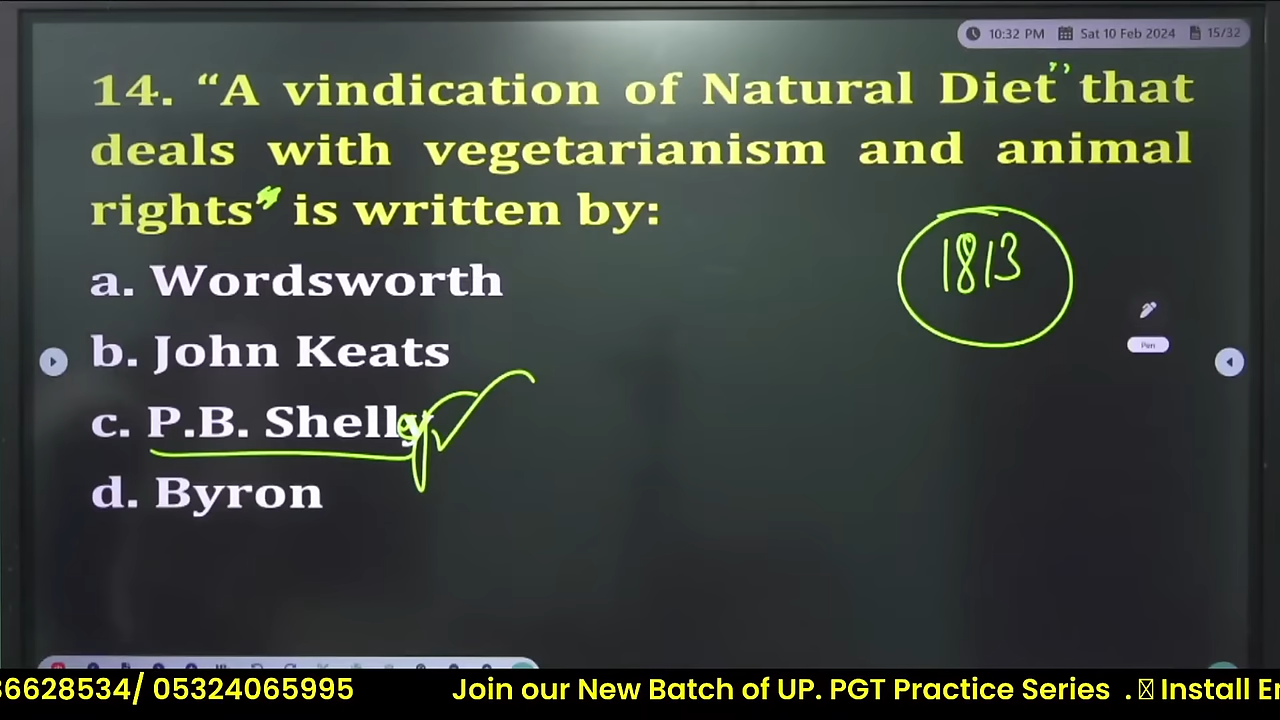 10:32 PM Sat 10 Feb 2024 15/32
14. “A vindication of Natural Diet” that
deals with vegetarianism and animal
rights” is written by:
1813
a. Wordsworth
Pen
b. John Keats
c. P.B. Shelly
d. Byron
36628534/ 05324065995 Join our New Batch of UP. PGT Practice Series . Install